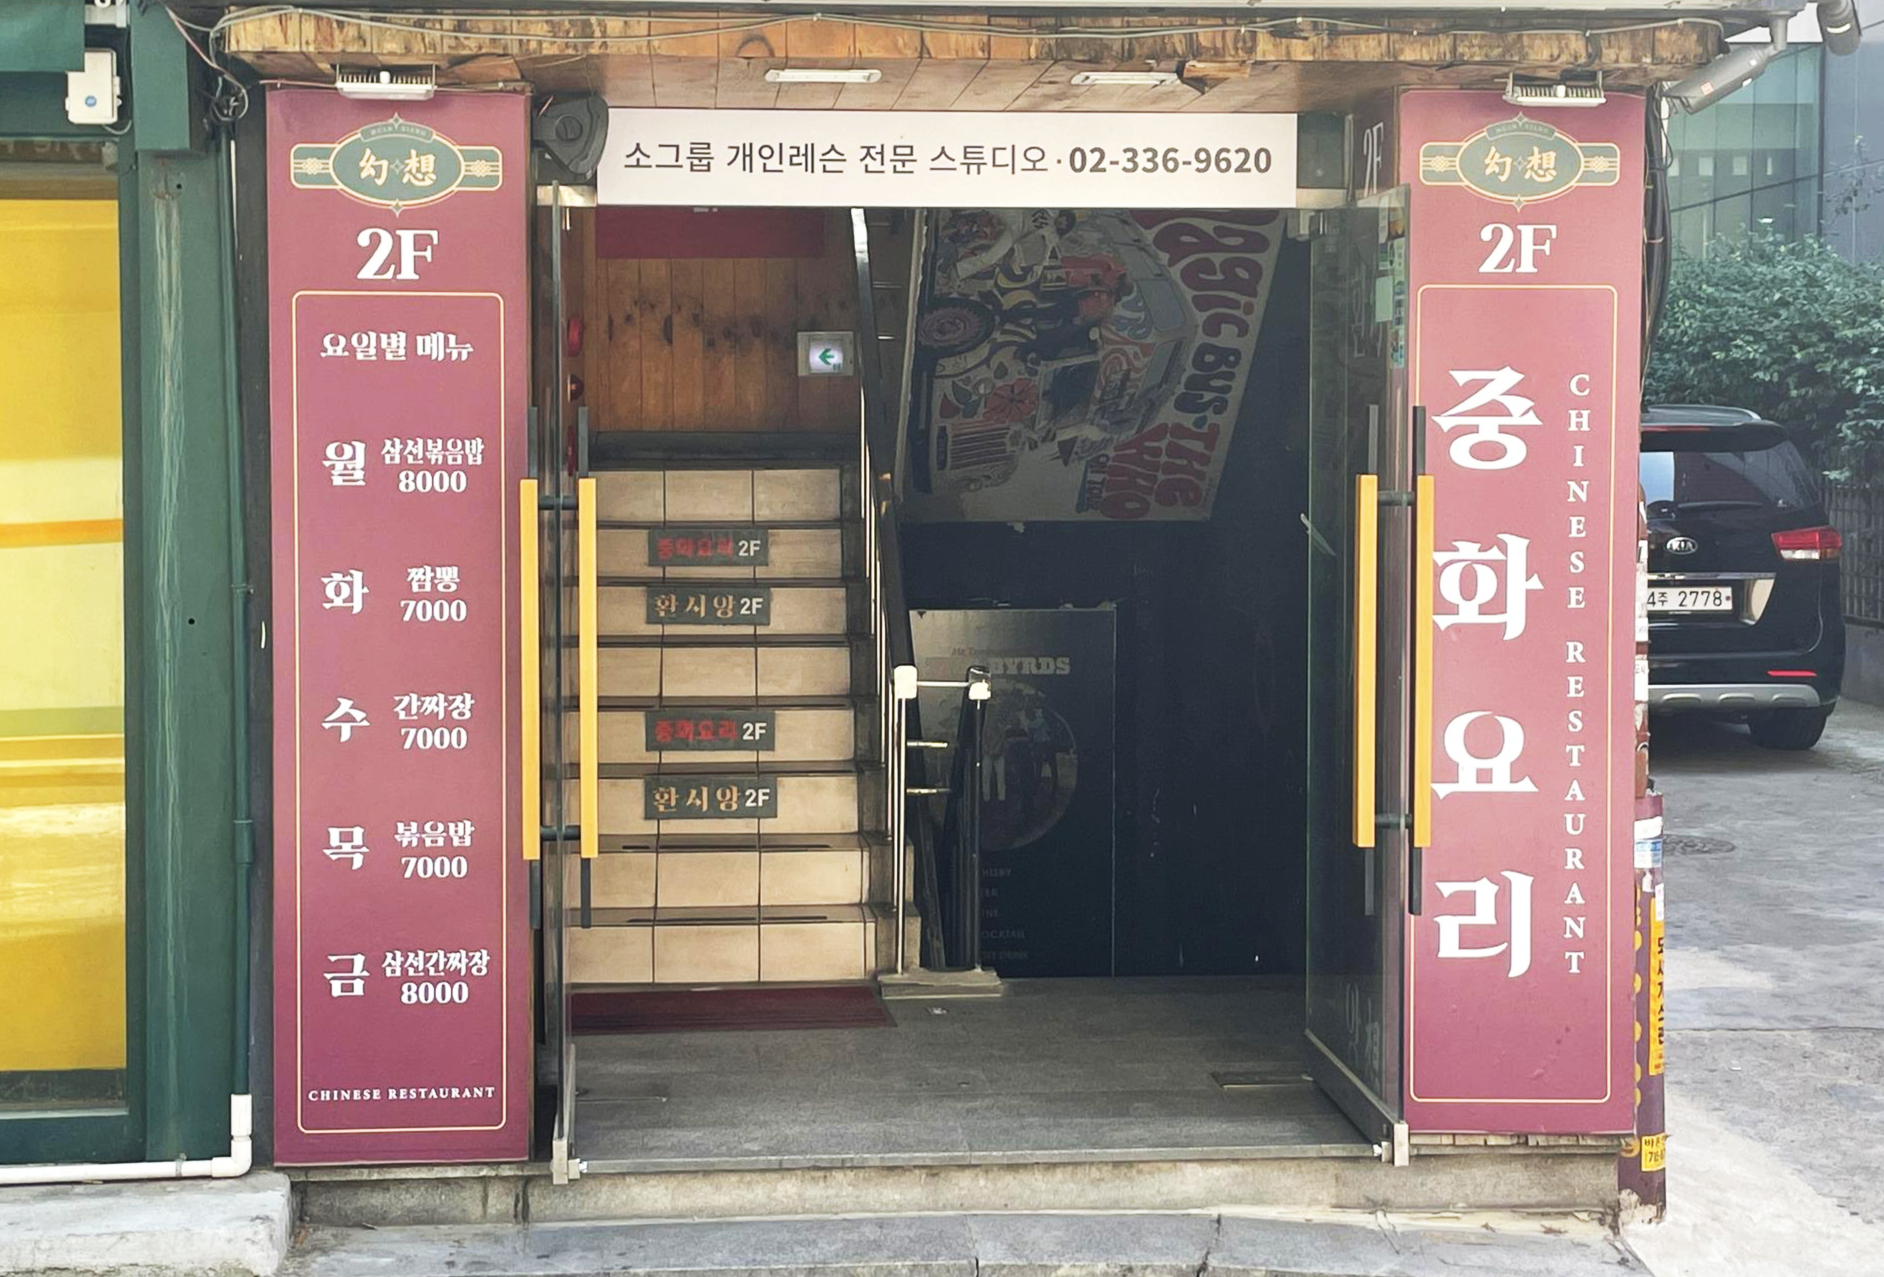 幻想
2F
요일별 메뉴
월 삼선볶음밥
8000
화 짬뽕
7000
수 간짜장
7000
목 볶음밥
7000
금 삼선간짜장
8000
CHINESE RESTAURANT
소그룹 개인레슨 전문 스튜디오·02-336-9620
중화요리 2F
환시앙 2F
중화요리 2F
환시앙 2F
BUS·THE
WHO
BYRDS
2F
幻想
2F
중화요리
CHINESE RESTAURANT
KIA
4주 2778